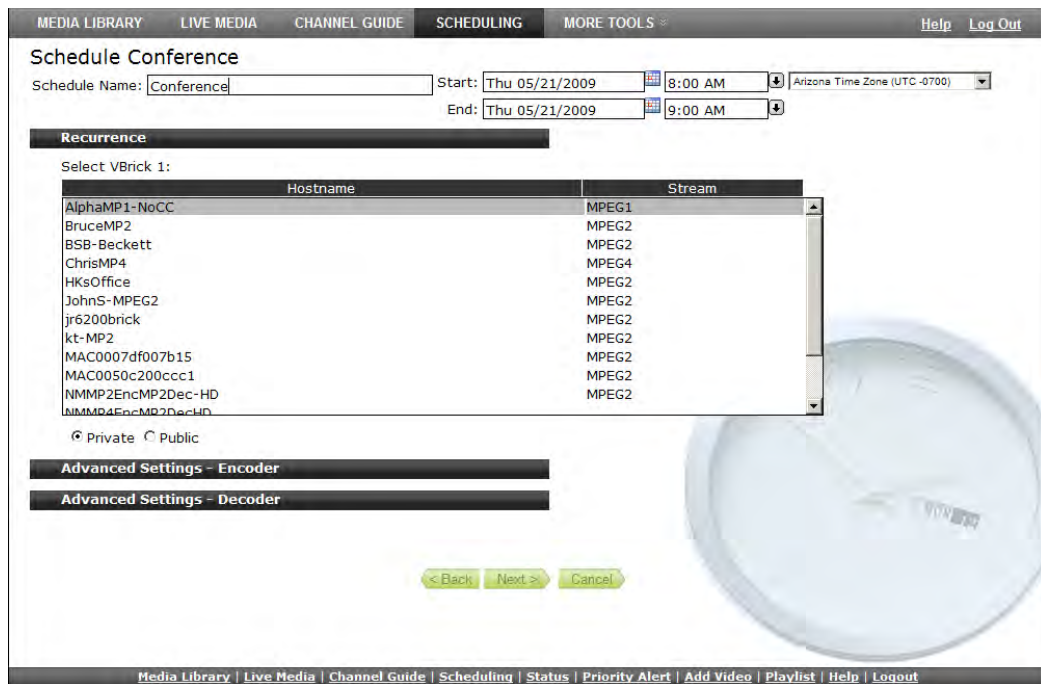 MEDIA LIBRARY LIVE MEDIA CHANNEL GUIDE SCHEDULING MORE TOOLS Help Log Out
Schedule Conference
Schedule Name: Conference Start: Thu 05/21/2009 8:00 AM Arizona Time Zone (UTC -0700)
End: Thu 05/21/2009 9:00 AM
Recurrence
Select VBrick 1:
Hostname Stream
AlphaMP1-NoCC MPEG1
BruceMP2 MPEG2
BSB-Beckett MPEG2
ChrisMP4 MPEG4
HKsOffice MPEG2
JohnS-MPEG2 MPEG2
jr6200brick MPEG2
kt-MP2 MPEG2
MAC0007df007b15 MPEG2
MAC0050c200ccc1 MPEG2
NMMP2EncMP2Dec-HD MPEG2
NMMP4EncMP2DecHD
Private Public
Advanced Settings - Encoder
Advanced Settings - Decoder
< Back Next > Cancel
Media Library | Live Media | Channel Guide | Scheduling | Status | Priority Alert | Add Video | Playlist | Help | Logout